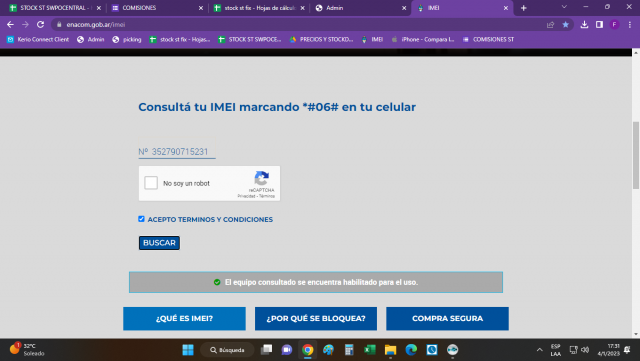 STOCK ST SWPOCENTRAL -
COMISIONES
stock st fix - Hojas de cálcul
Admin
IMEI
enacom.gob.ar/imei
F
Kerio Connect Client
Admin
picking
stock st fix - Hojas...
STOCK ST SWPOCE...
PRECIOS Y STOCKD...
IMEI
iPhone - Compara l...
COMISIONES ST
Consultá tu IMEI marcando *#06# en tu celular
Nº 352790715231
No soy un robot
reCAPTCHA
Privacidad - Términos
ACEPTO TERMINOS Y CONDICIONES
BUSCAR
El equipo consultado se encuentra habilitado para el uso.
¿QUÉ ES IMEI?
¿POR QUÉ SE BLOQUEA?
COMPRA SEGURA
1
32°C
Soleado
Búsqueda
ESP
LAA
17:31
4/1/2023